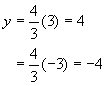 y = 4/3 (3) = 4
= 4/3 (−3) = −4